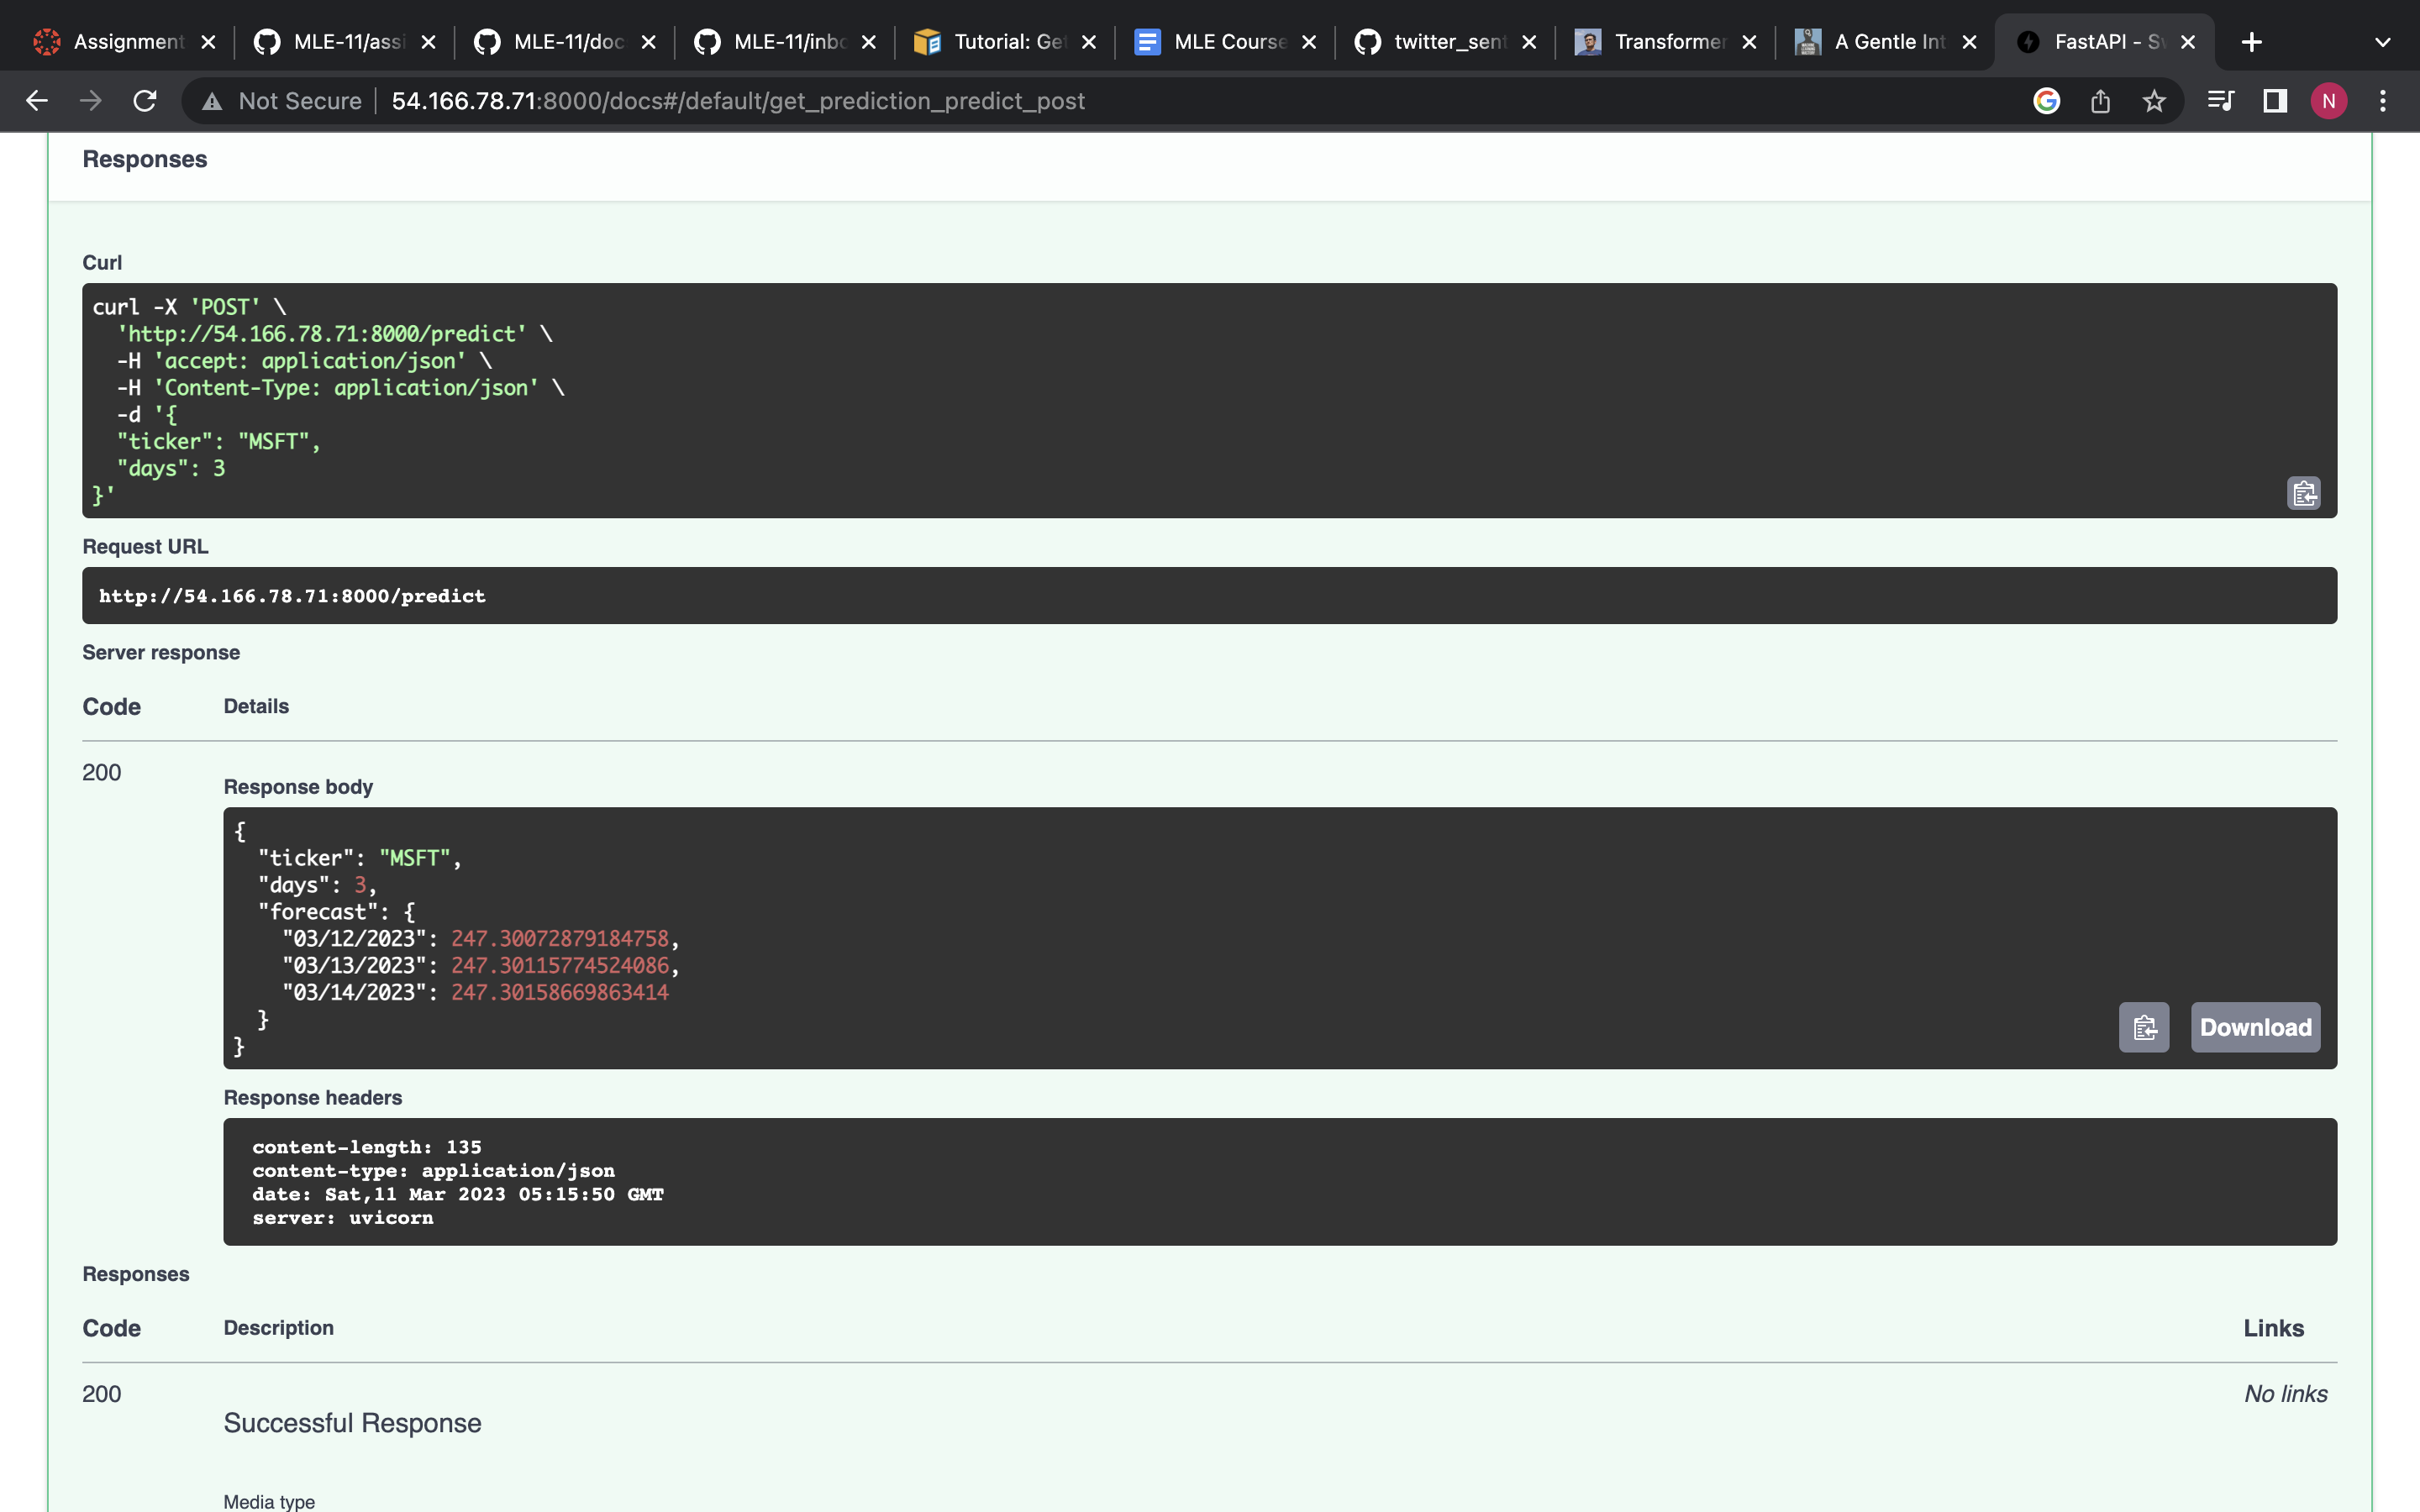 Assignment MLE-11/assi MLE-11/doc MLE-11/inbo Tutorial: Get MLE Course twitter_sent Transformer A Gentle Int FastAPI - Sw
Not Secure 54.166.78.71:8000/docs#/default/get_prediction_predict_post N
Responses
Curl
curl -X 'POST' \
'http://54.166.78.71:8000/predict' \
-H 'accept: application/json' \
-H 'Content-Type: application/json' \
-d '{
"ticker": "MSFT",
"days": 3
}'
Request URL
http://54.166.78.71:8000/predict
Server response
Code Details
200
Response body
{
"ticker": "MSFT",
"days": 3,
"forecast": {
"03/12/2023": 247.30072879184758,
"03/13/2023": 247.30115774524086,
"03/14/2023": 247.30158669863414
}
}
Download
Response headers
content-length: 135
content-type: application/json
date: Sat,11 Mar 2023 05:15:50 GMT
server: uvicorn
Responses
Code Description Links
200 No links
Successful Response
Media type